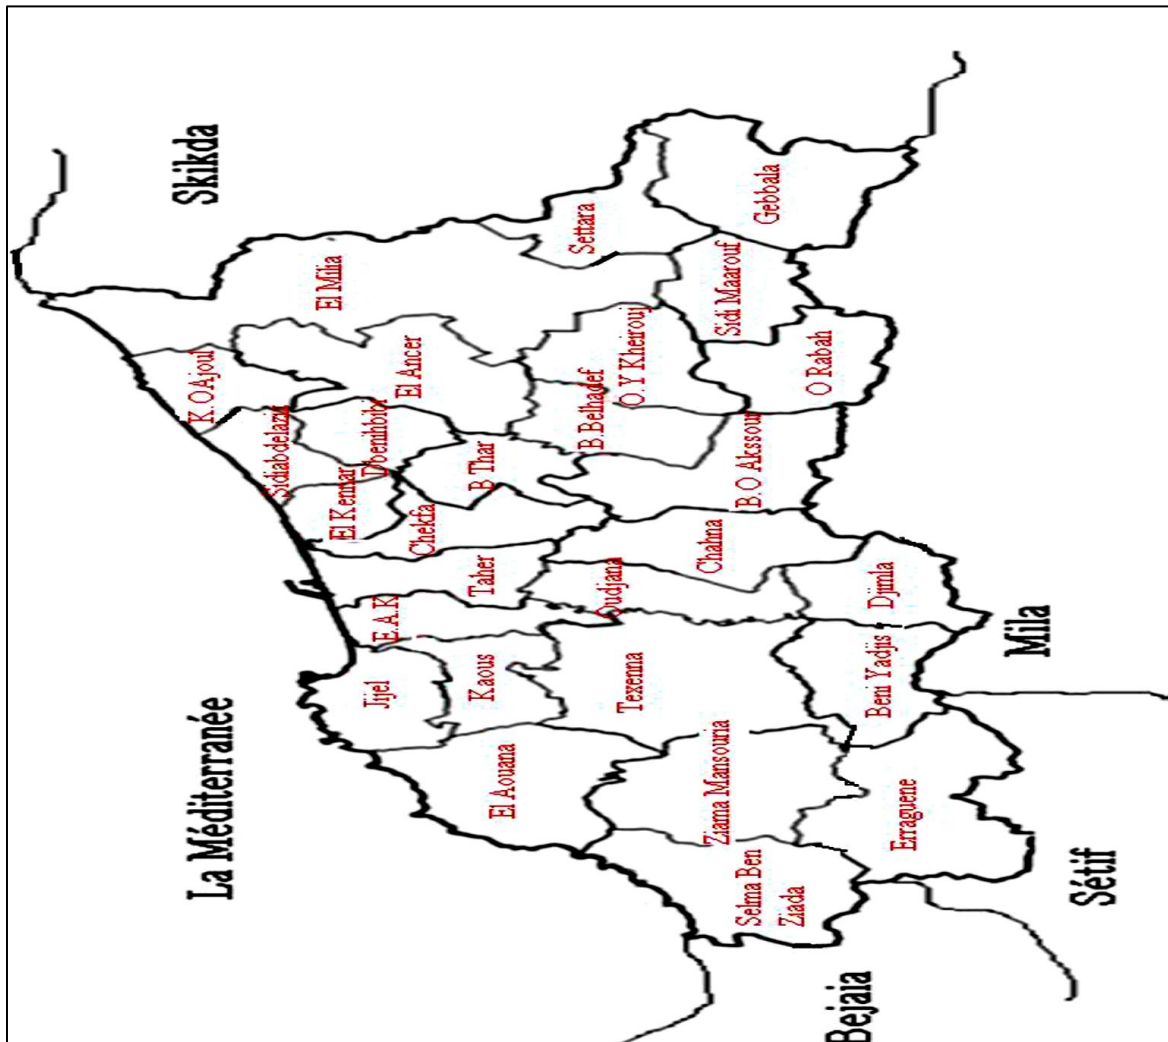 La Méditerranée
Skikda
El Milia
Settara
Gebbala
Sidi Maarouf
K.OAjoul
El Ancer
O.Y Kheirouj
O Rabah
B.Belhadef
Sidiabdelaziz
Dbenihbibi
B Thar
B.O Akssour
El Kennar
Chekfa
Chahna
Taher
Oudjana
Djimla
E.A.K
Jijel
Kaous
Texenna
Beni Yadjis
Mila
El Aouana
Ziama Mansouria
Erraguene
Selma Ben
Ziada
Sétif
Bejaia